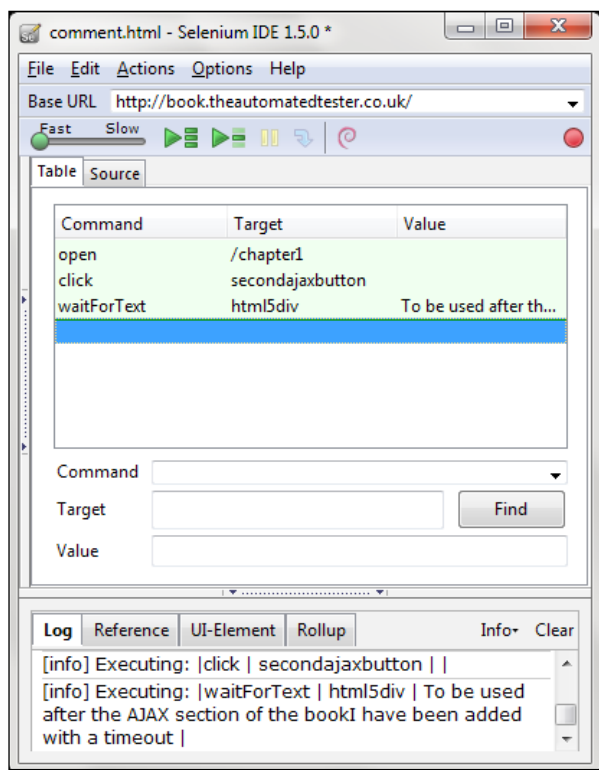 comment.html - Selenium IDE 1.5.0 *
File Edit Actions Options Help
Base URL http://book.theautomatedtester.co.uk/
Fast Slow
Table Source
Command Target Value
open /chapter1
click secondajaxbutton
waitForText html5div To be used after th...
Command
Target Find
Value
Log Reference UI-Element Rollup Info Clear
[info] Executing: |click | secondajaxbutton | |
[info] Executing: |waitForText | html5div | To be used
after the AJAX section of the bookI have been added
with a timeout |